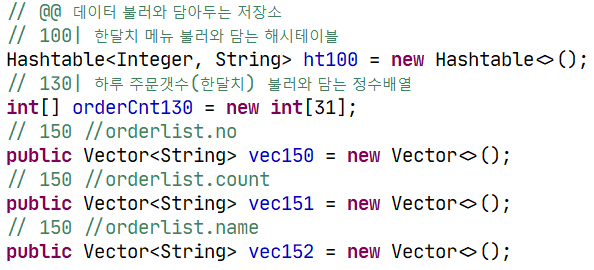 // @@ 데이터 불러와 담아두는 저장소
// 100| 한달치 메뉴 불러와 담는 해시테이블
Hashtable<Integer, String> ht100 = new Hashtable<>();
// 130| 하루 주문갯수(한달치) 불러와 담는 정수배열
int[] orderCnt130 = new int[31];
// 150 //orderlist.no
public Vector<String> vec150 = new Vector<>();
// 150 //orderlist.count
public Vector<String> vec151 = new Vector<>();
// 150 //orderlist.name
public Vector<String> vec152 = new Vector<>();